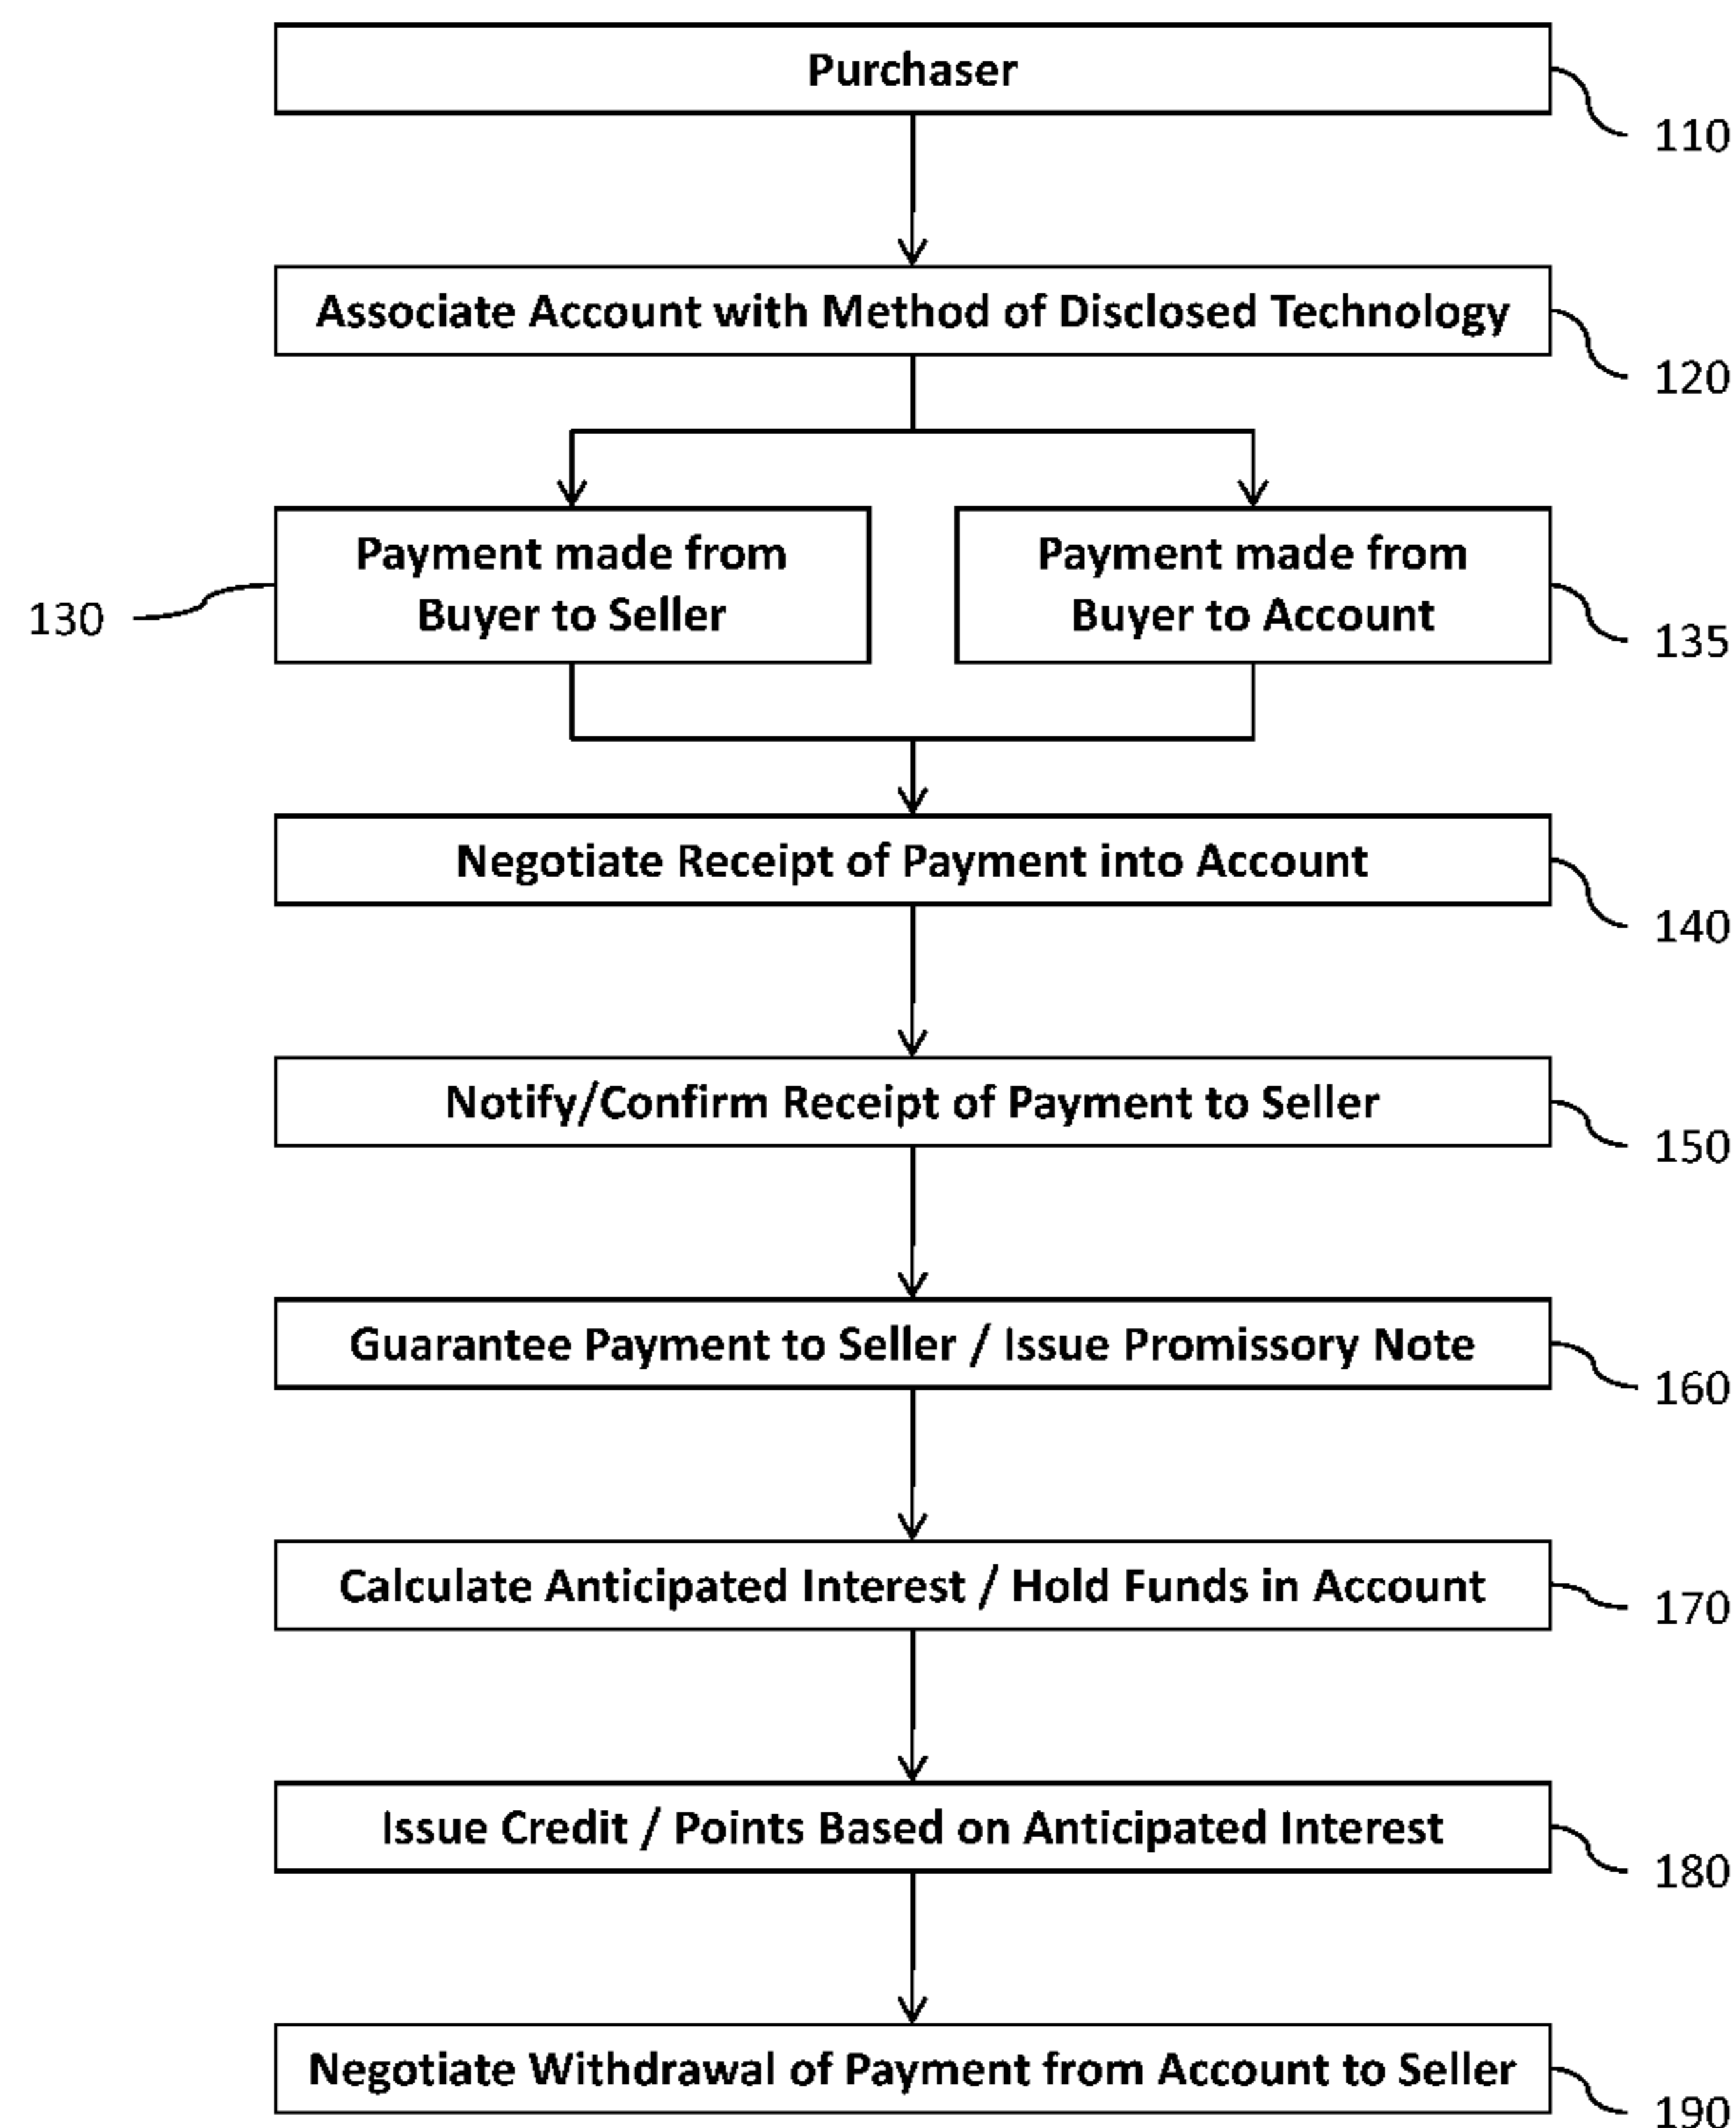 Purchaser
110
Associate Account with Method of Disclosed Technology
120
Payment made from
Buyer to Seller
130
Payment made from
Buyer to Account
135
Negotiate Receipt of Payment into Account
140
Notify/Confirm Receipt of Payment to Seller
150
Guarantee Payment to Seller / Issue Promissory Note
160
Calculate Anticipated Interest / Hold Funds in Account
170
Issue Credit / Points Based on Anticipated Interest
180
Negotiate Withdrawal of Payment from Account to Seller
190